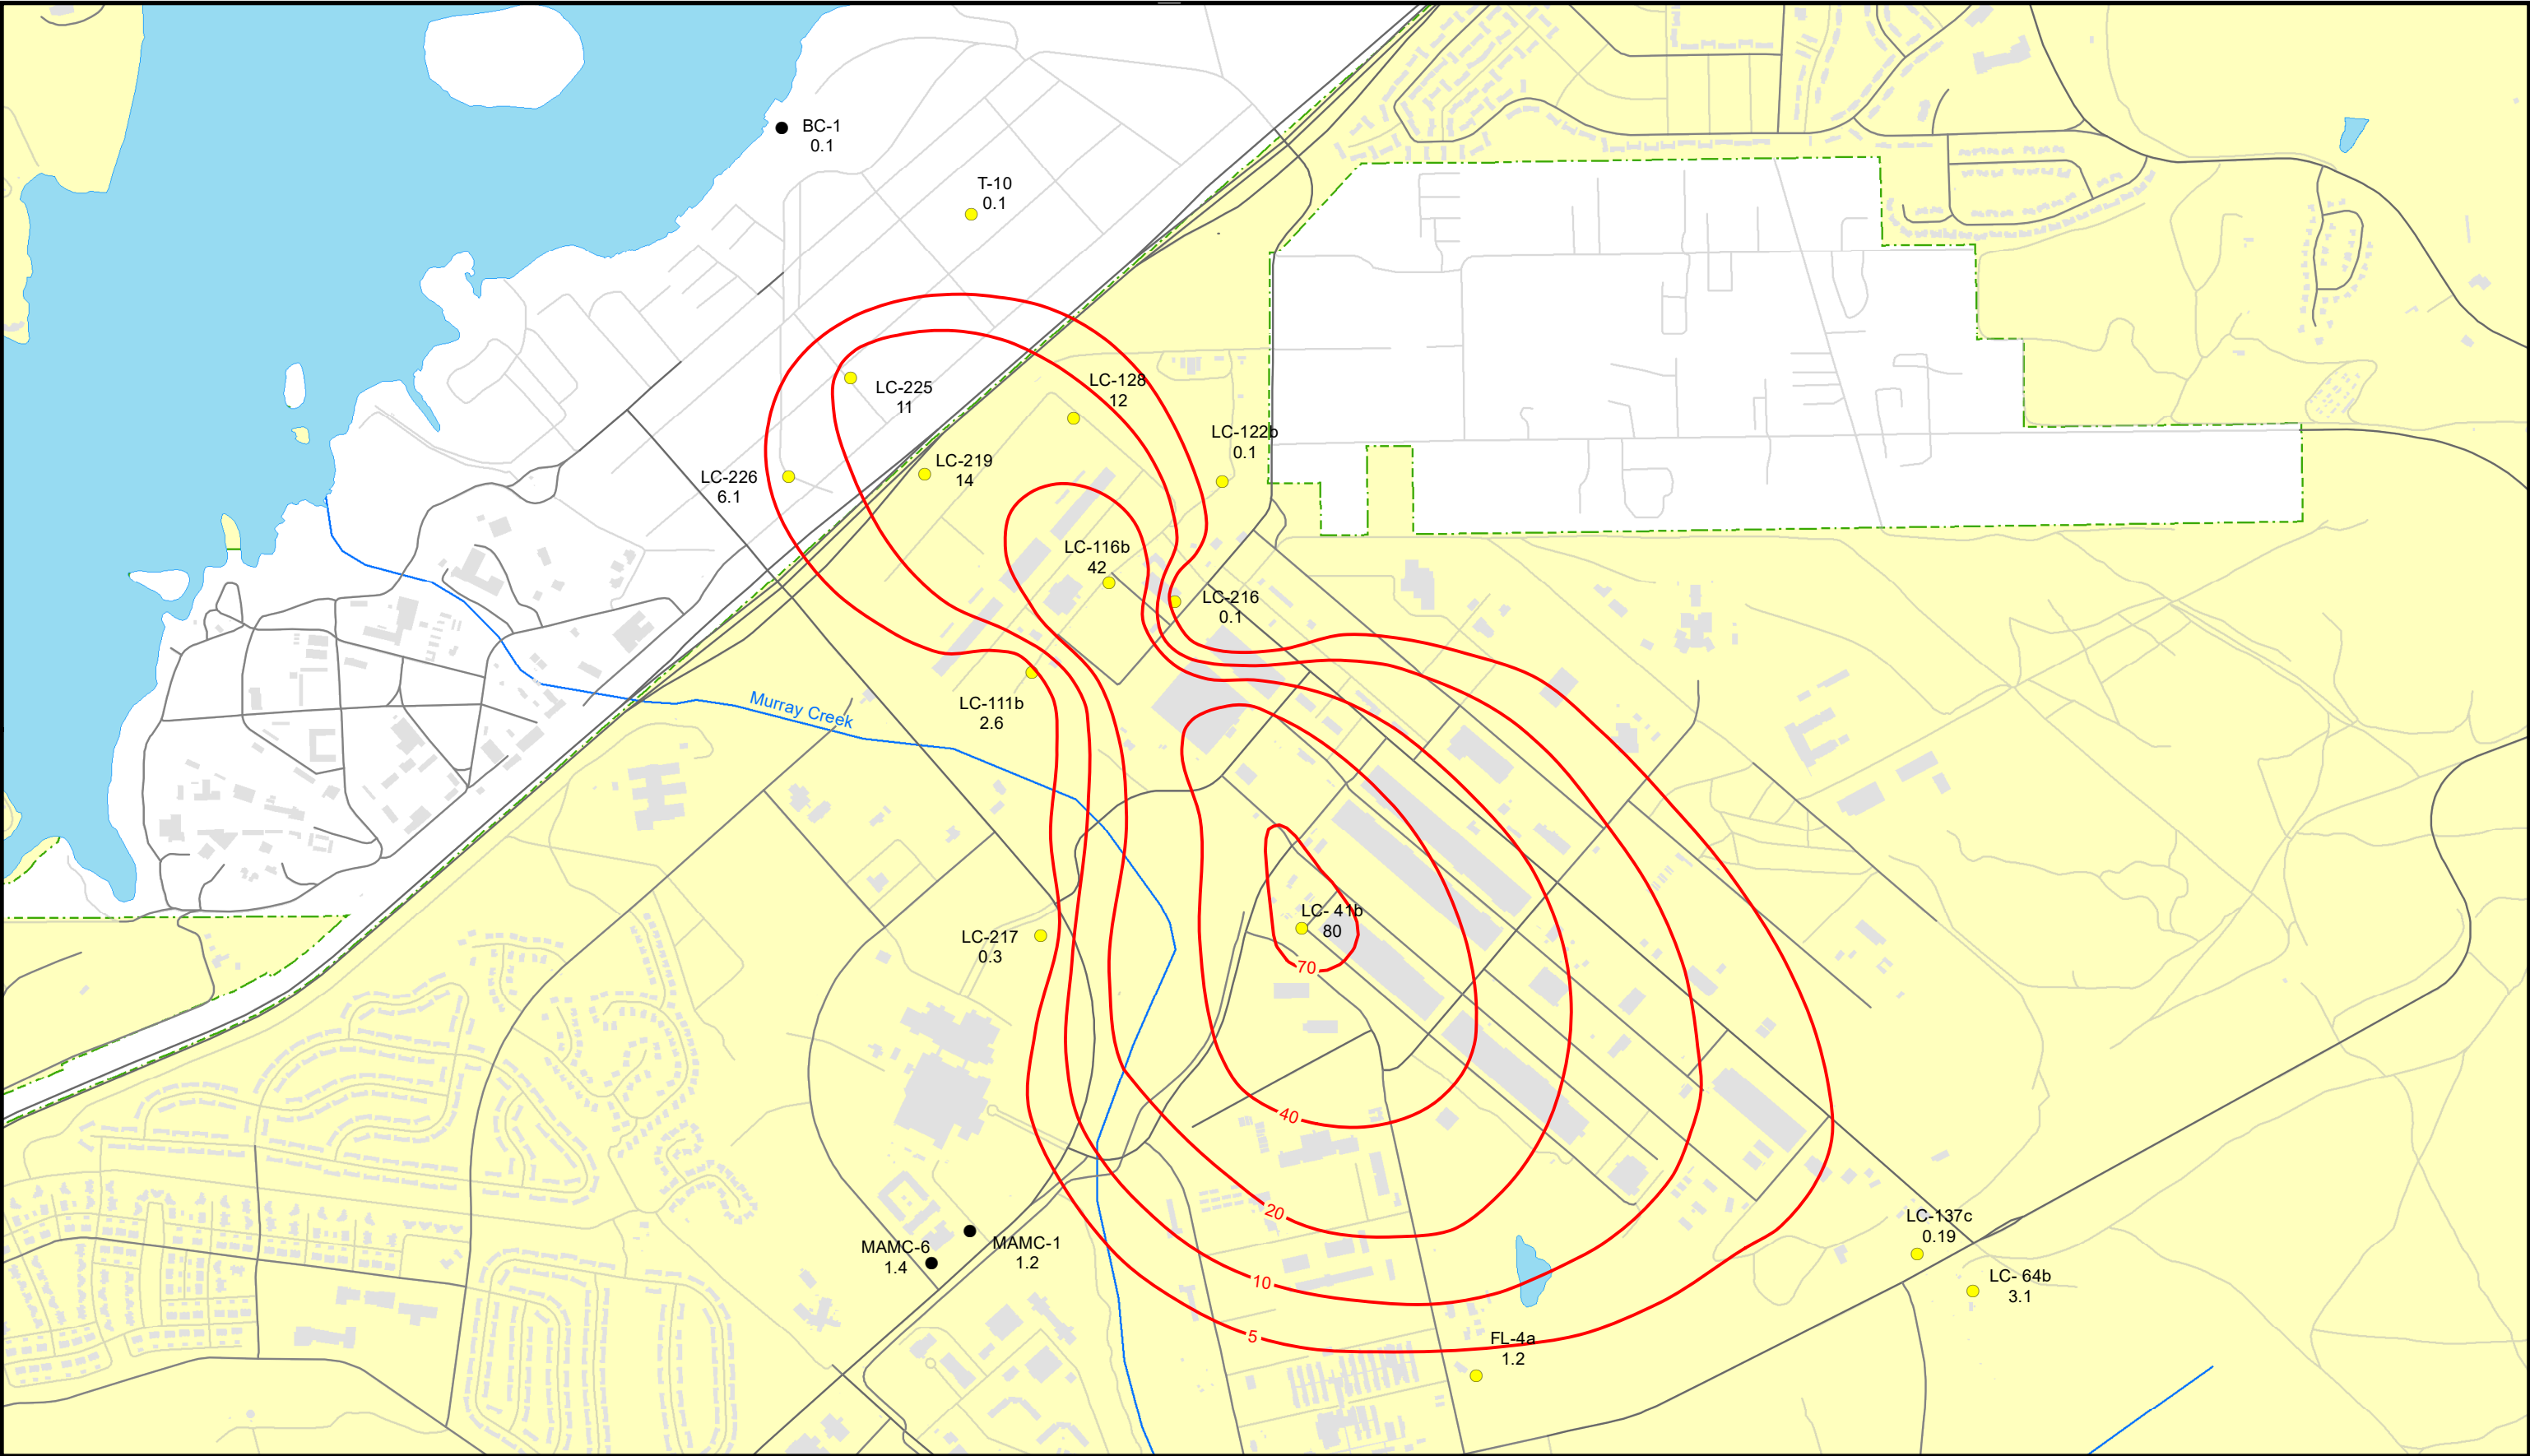 BC-1
0.1
T-10
0.1
LC-128
12
LC-225
11
LC-122b
0.1
LC-219
14
LC-226
6.1
LC-116b
42
LC-216
0.1
LC-111b
2.6
Murray Creek
LC- 41b
80
LC-217
0.3
70
40
20
LC-137c
0.19
MAMC-1
1.2
MAMC-6
1.4
10
LC- 64b
3.1
5
FL-4a
1.2